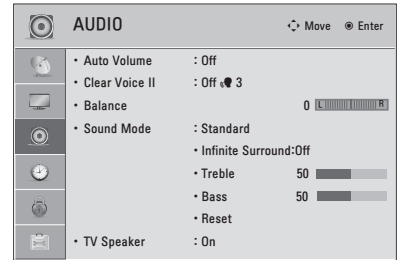 AUDIO Move Enter
• Auto Volume : Off
• Clear Voice II : Off 3
• Balance 0 L R
• Sound Mode : Standard
• Infinite Surround:Off
• Treble 50
• Bass 50
• Reset
• TV Speaker : On